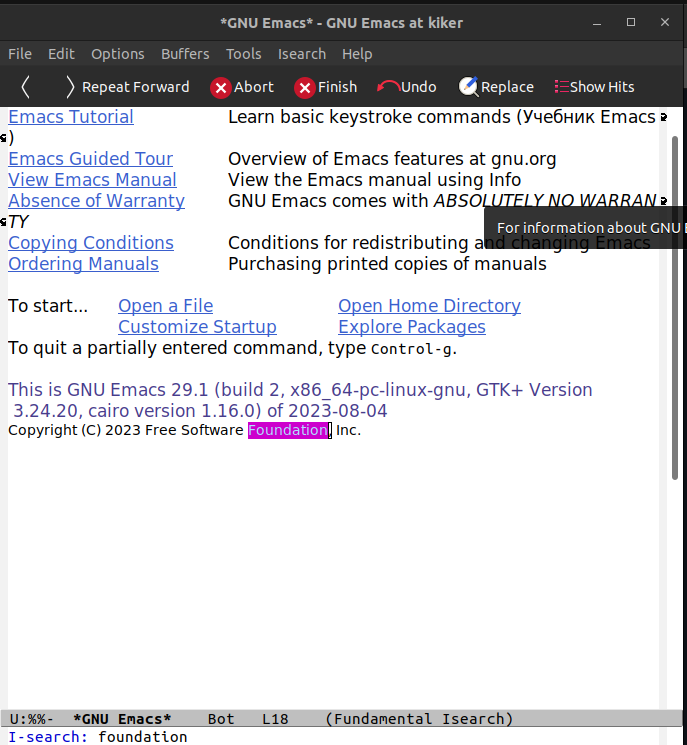 *GNU Emacs* - GNU Emacs at kiker
File Edit Options Buffers Tools Isearch Help
Repeat Forward Abort Finish Undo Replace Show Hits
Emacs Tutorial Learn basic keystroke commands (Учебник Emacs
)
Emacs Guided Tour Overview of Emacs features at gnu.org
View Emacs Manual View the Emacs manual using Info
Absence of Warranty GNU Emacs comes with ABSOLUTELY NO WARRAN
TY
For information about GNU
Copying Conditions Conditions for redistributing and changing Emacs
Ordering Manuals Purchasing printed copies of manuals
To start... Open a File Open Home Directory
Customize Startup Explore Packages
To quit a partially entered command, type Control-g.
This is GNU Emacs 29.1 (build 2, x86_64-pc-linux-gnu, GTK+ Version
3.24.20, cairo version 1.16.0) of 2023-08-04
Copyright (C) 2023 Free Software Foundation, Inc.
U:%%- *GNU Emacs* Bot L18 (Fundamental Isearch)
I-search: foundation